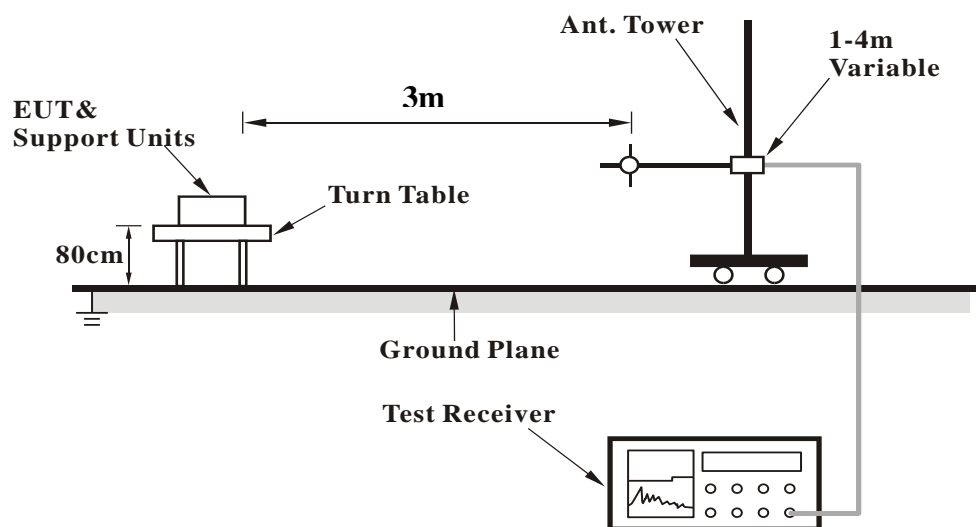 Ant. Tower
1-4m
Variable
3m
EUT&
Support Units
Turn Table
80cm
Ground Plane
Test Receiver